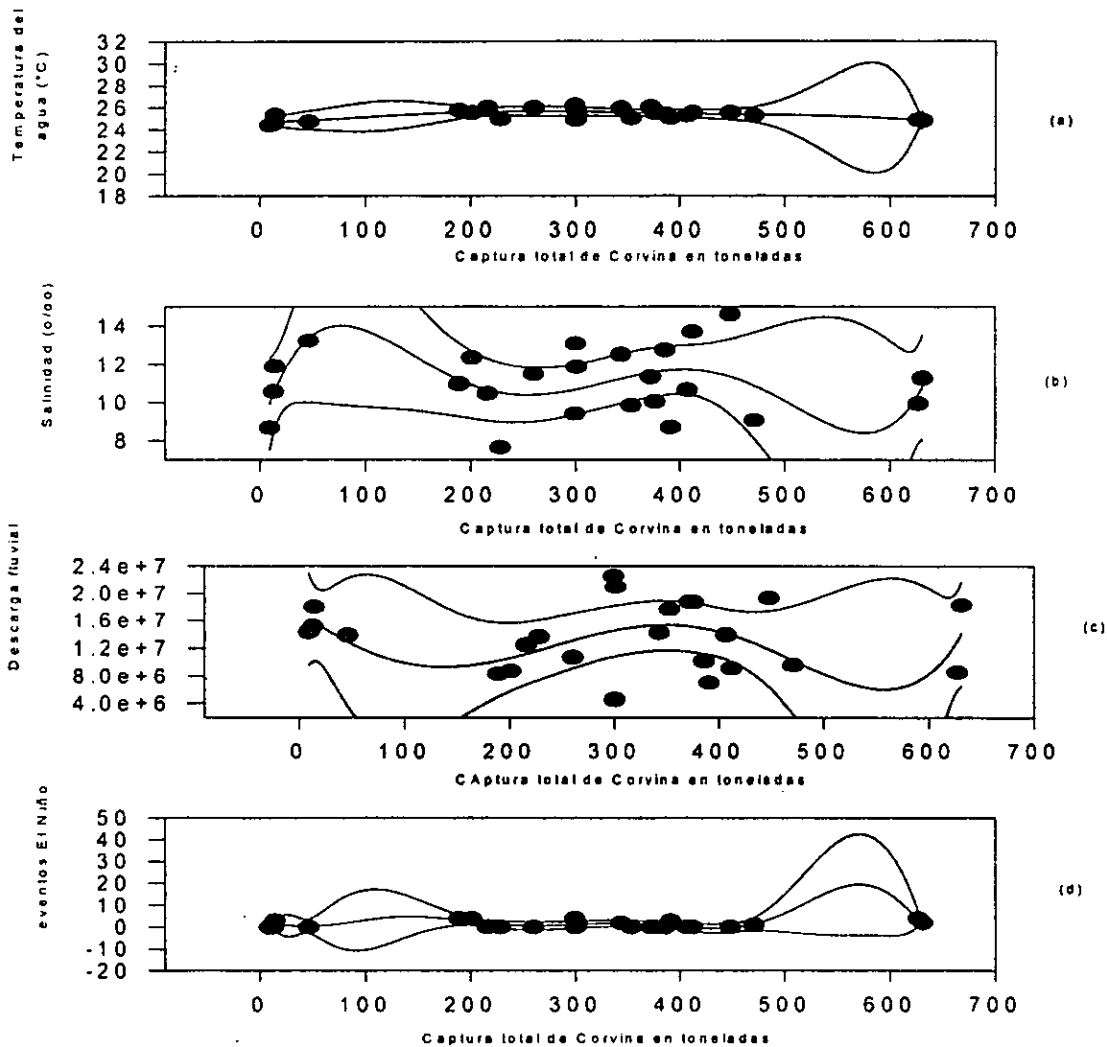 Temperatura del
agua (°C)
32
30
28
26
24
22
20
18
(a)
0 100 200 300 400 500 600 700
Captura total de Corvina en toneladas
Salinidad (o/oo)
14
12
10
8
(b)
0 100 200 300 400 500 600 700
Captura total de Corvina en toneladas
Descarga fluvial
2.4e+7
2.0e+7
1.6e+7
1.2e+7
8.0e+6
4.0e+6
(c)
0 100 200 300 400 500 600 700
CAptura total de Corvina en toneladas
eventos El Niño
50
40
30
20
10
0
-10
-20
(d)
0 100 200 300 400 500 600 700
Captura total de Corvina en toneladas